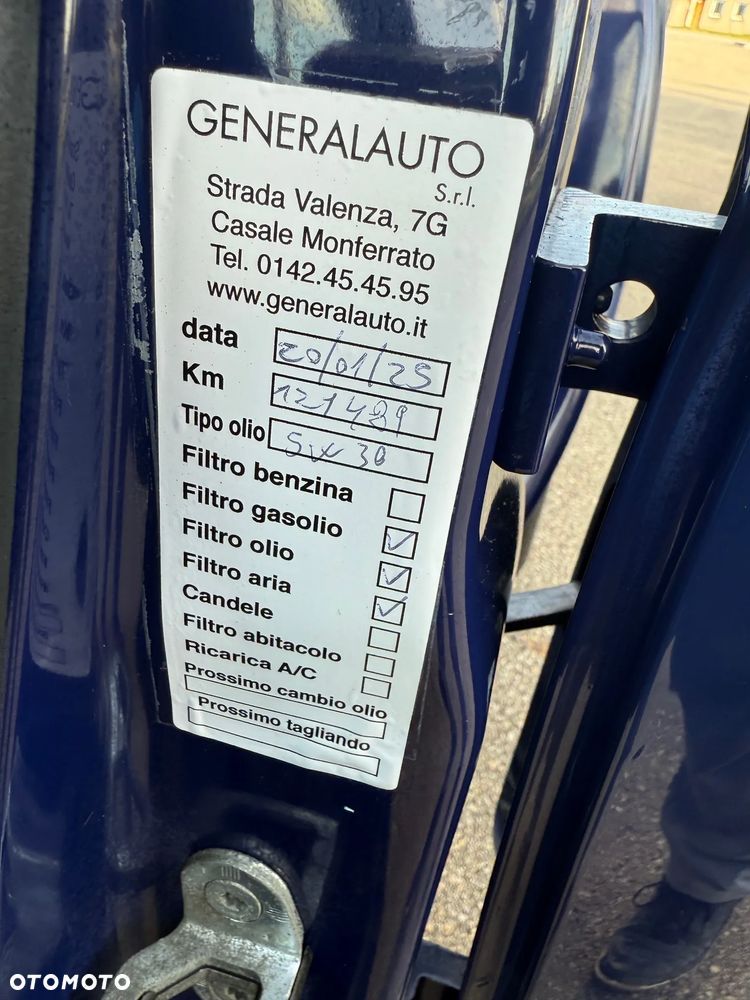 GENERALAUTO
S.r.l.
Strada Valenza, 7G
Casale Monferrato
Tel. 0142.45.45.95
www.generalauto.it
data 20/01/25
Km 121489
Tipo olio 5w30
Filtro benzina
Filtro gasolio
Filtro olio
Filtro aria
Candele
Filtro abitacolo
Ricarica A/C
Prossimo cambio olio
Prossimo tagliando
OTOMOTO